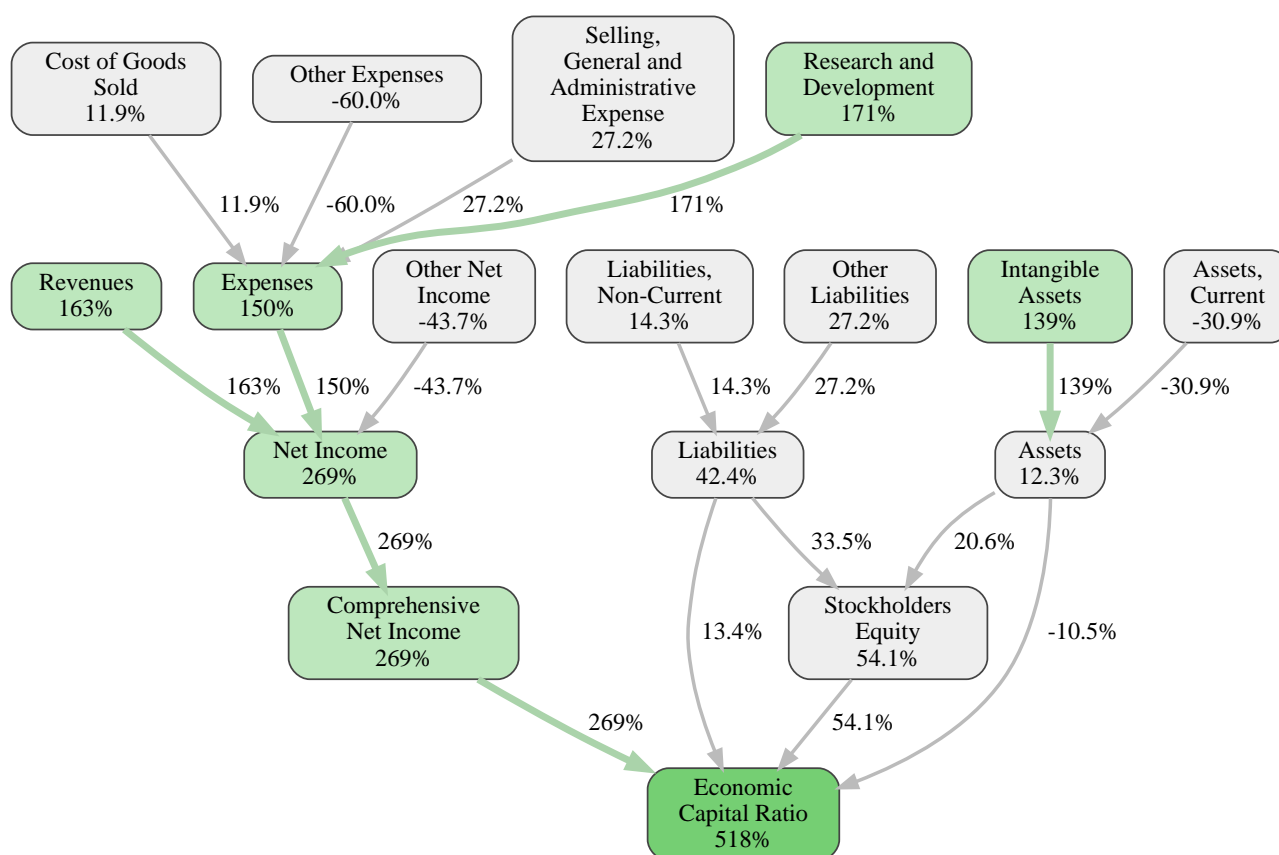 Cost of Goods
Sold
11.9%
Other Expenses
-60.0%
Selling,
General and
Administrative
Expense
27.2%
Research and
Development
171%
11.9%
-60.0%
27.2%
171%
Revenues
163%
Expenses
150%
Other Net
Income
-43.7%
Liabilities,
Non-Current
14.3%
Other
Liabilities
27.2%
Intangible
Assets
139%
Assets,
Current
-30.9%
163%
150%
-43.7%
14.3%
27.2%
139%
-30.9%
Net Income
269%
Liabilities
42.4%
Assets
12.3%
269%
33.5%
20.6%
Comprehensive
Net Income
269%
13.4%
Stockholders
Equity
54.1%
-10.5%
269%
54.1%
Economic
Capital Ratio
518%